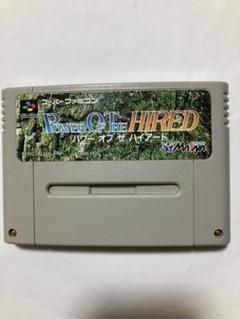 スーパーファミコン
POWER OF THE HIRED
パワー オブ ザ ハイアード